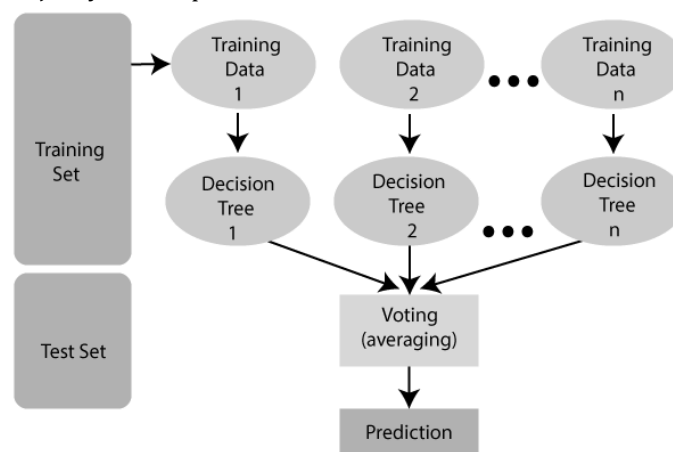 Training
Set
Test Set
Training
Data
1
Training
Data
2
Training
Data
n
Decision
Tree
1
Decision
Tree
2
Decision
Tree
n
Voting
(averaging)
Prediction